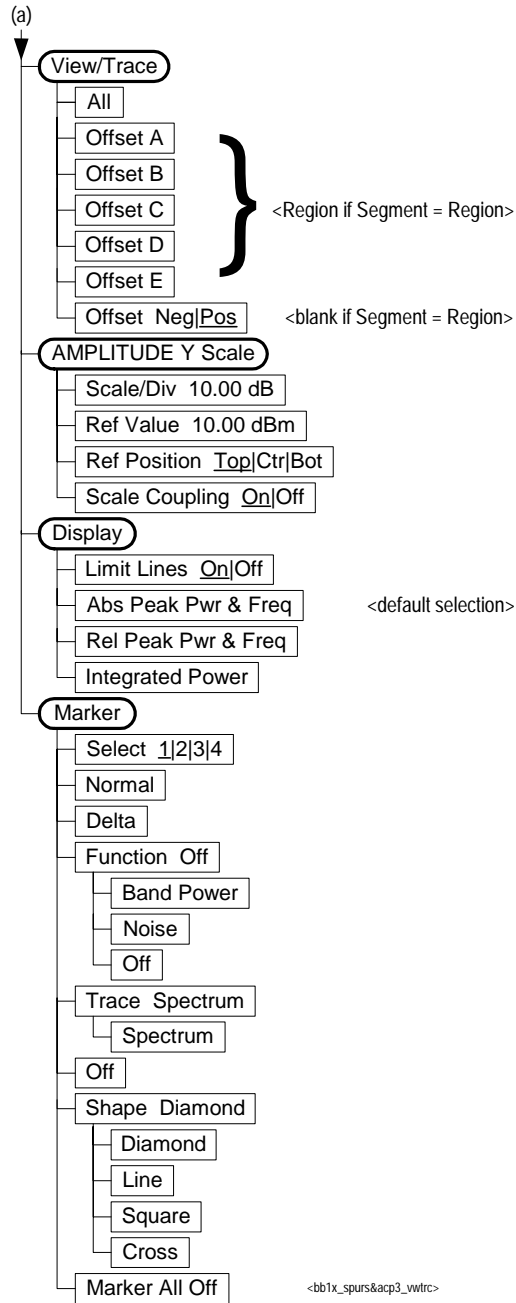 (a)
View/Trace
All
Offset A
Offset B
Offset C <Region if Segment = Region>
Offset D
Offset E
Offset Neg|Pos <blank if Segment = Region>
AMPLITUDE Y Scale
Scale/Div 10.00 dB
Ref Value 10.00 dBm
Ref Position Top|Ctr|Bot
Scale Coupling On|Off
Display
Limit Lines On|Off
Abs Peak Pwr & Freq <default selection>
Rel Peak Pwr & Freq
Integrated Power
Marker
Select 1|2|3|4
Normal
Delta
Function Off
Band Power
Noise
Off
Trace Spectrum
Spectrum
Off
Shape Diamond
Diamond
Line
Square
Cross
Marker All Off <bb1x_spurs&acp3_vwtrc>